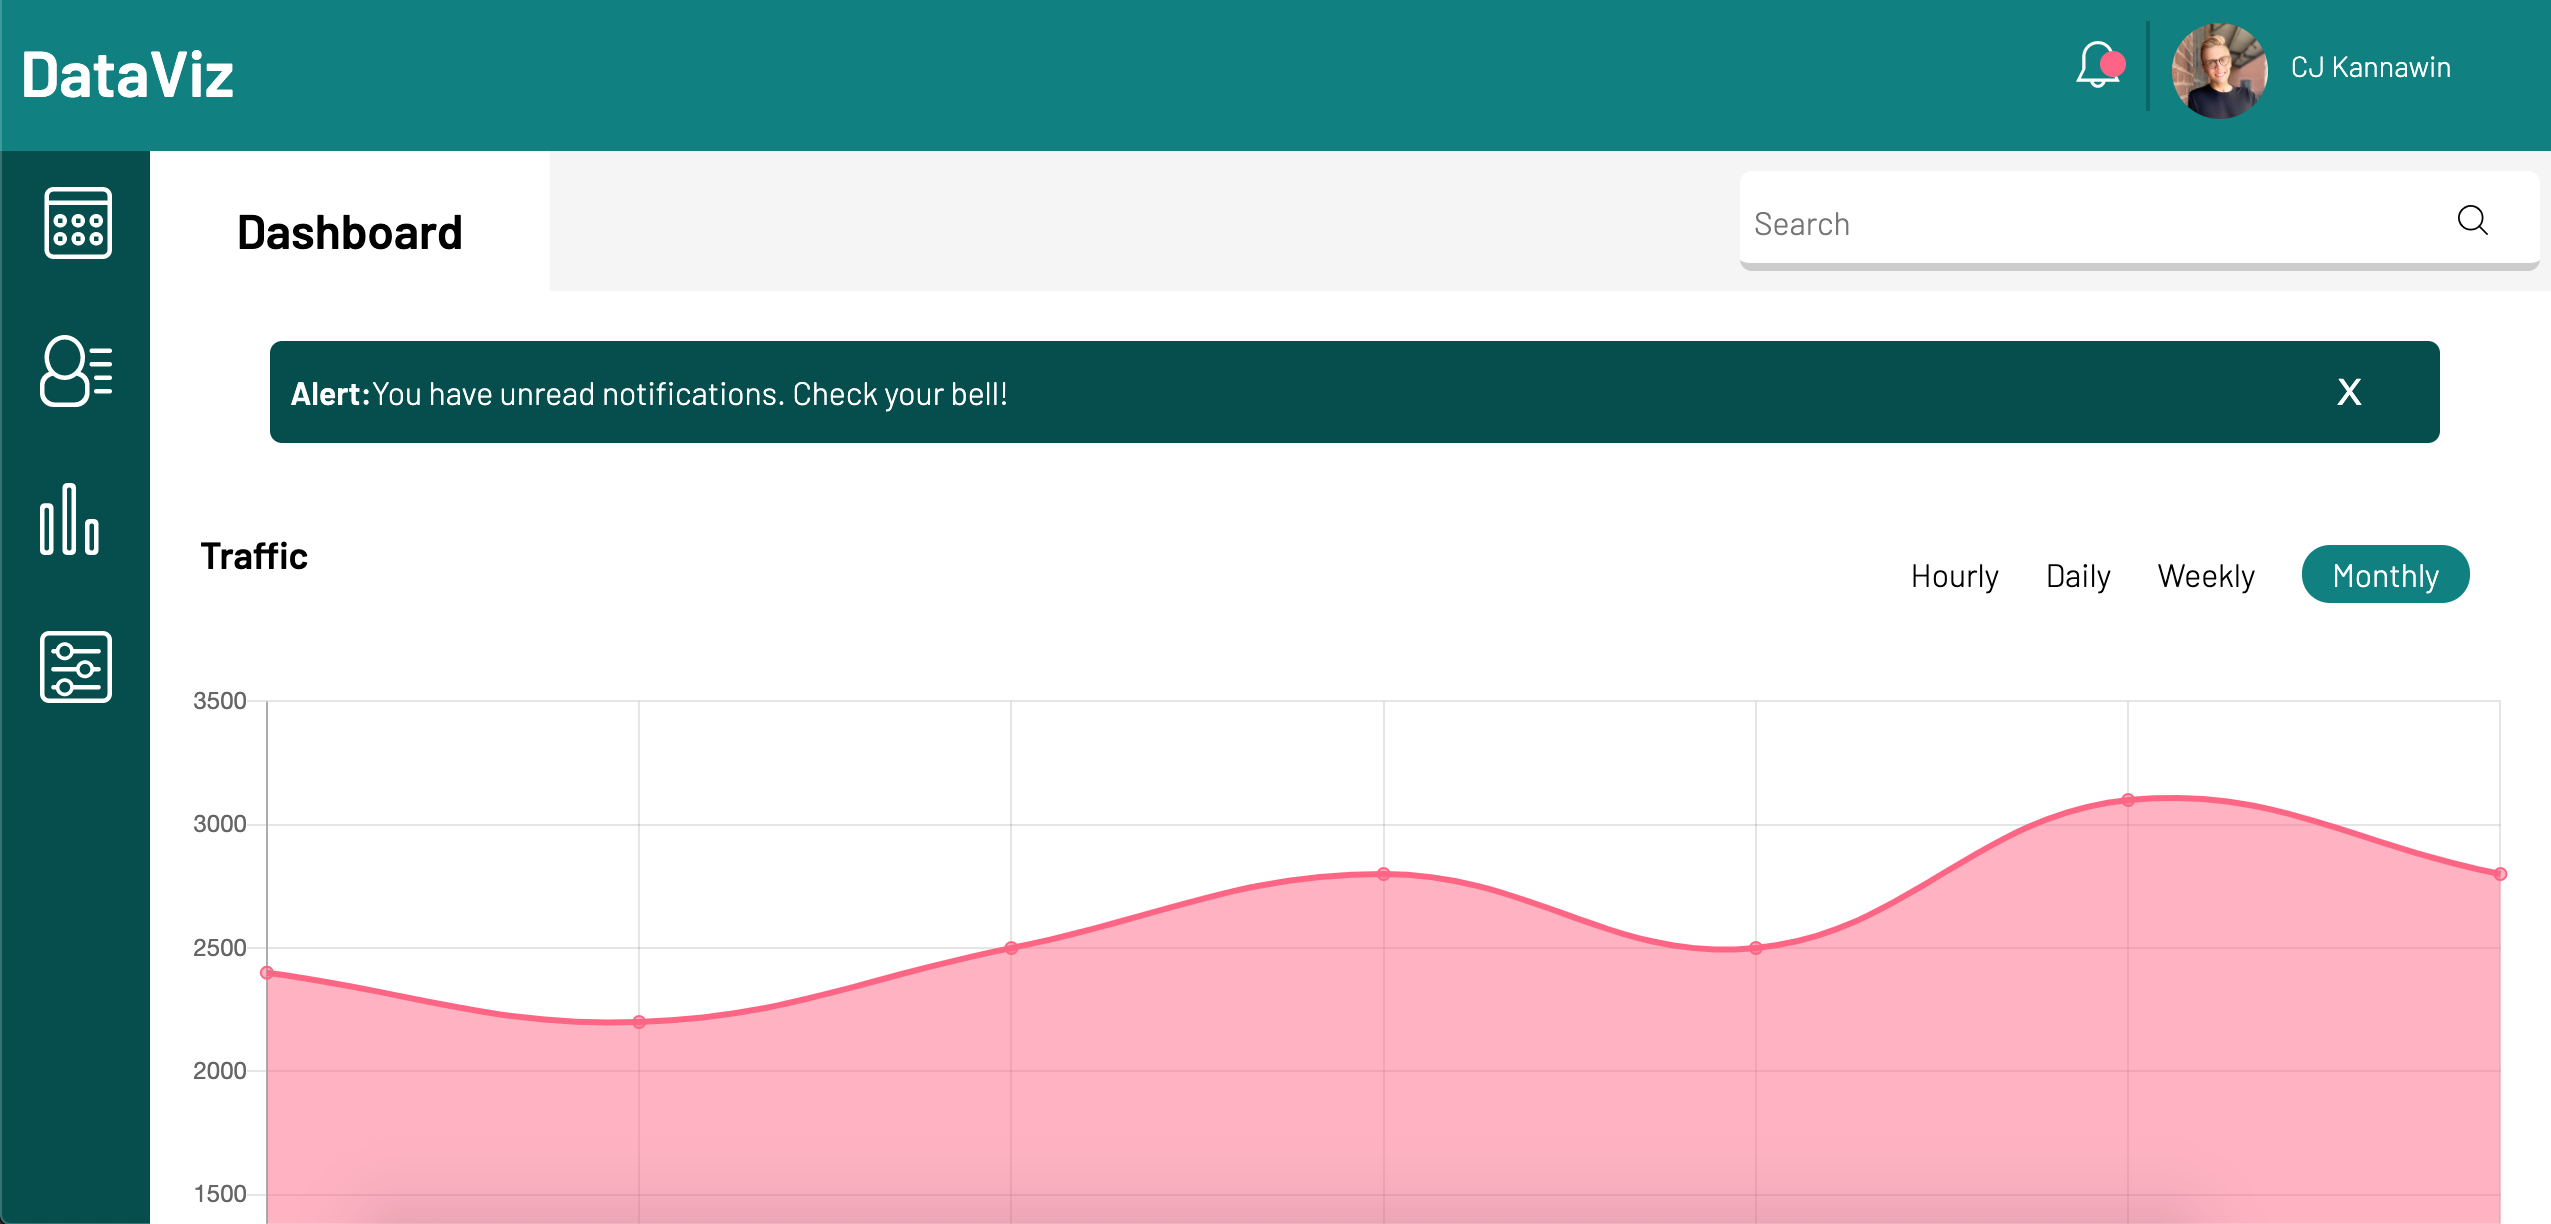 DataViz
CJ Kannawin
Dashboard
Search
Alert:You have unread notifications. Check your bell!
X
Traffic
Hourly Daily Weekly Monthly
3500
3000
2500
2000
1500